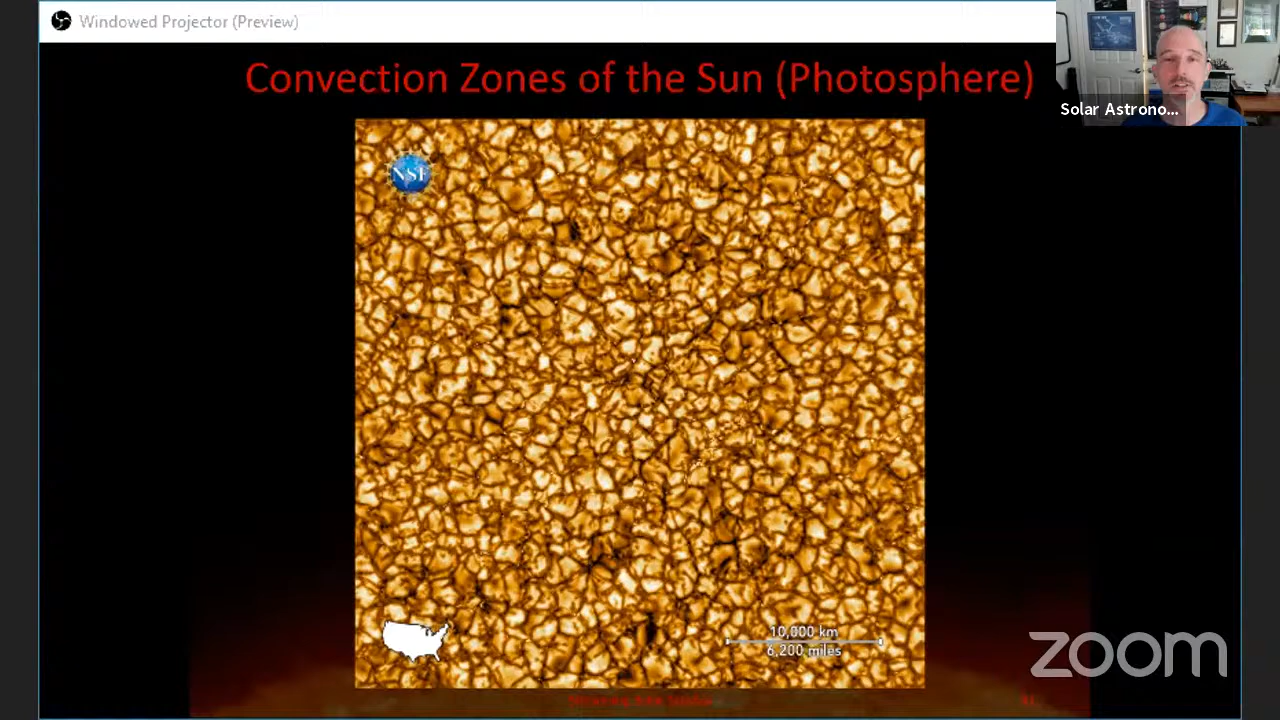 Windowed Projector (Preview)
Convection Zones of the Sun (Photosphere)
Solar Astrono...
NSF
10,000 km
6,200 miles
zoom